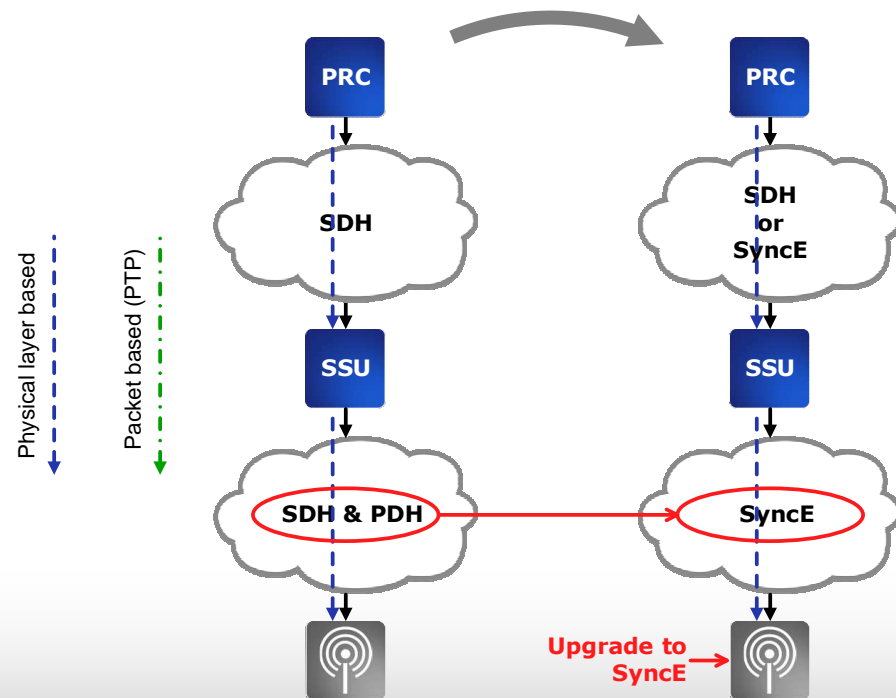 PRC
PRC
SDH
SDH
or
SyncE
Physical layer based
Packet based (PTP)
SSU
SSU
SDH & PDH
SyncE
Upgrade to
SyncE